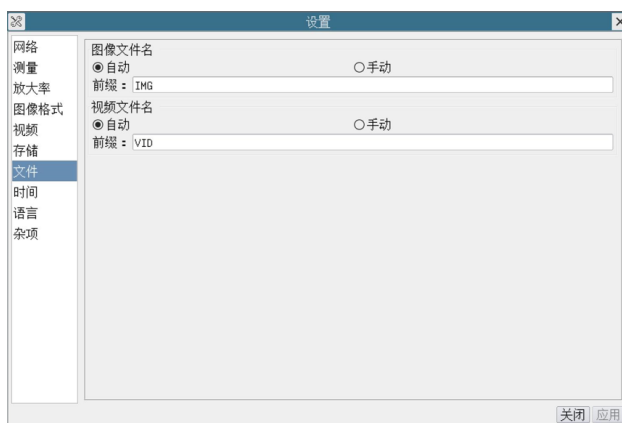 设置
网络
测量
放大率
图像格式
视频
存储
文件
时间
语言
杂项
图像文件名
自动 手动
前缀： IMG
视频文件名
自动 手动
前缀： VID
关闭 应用